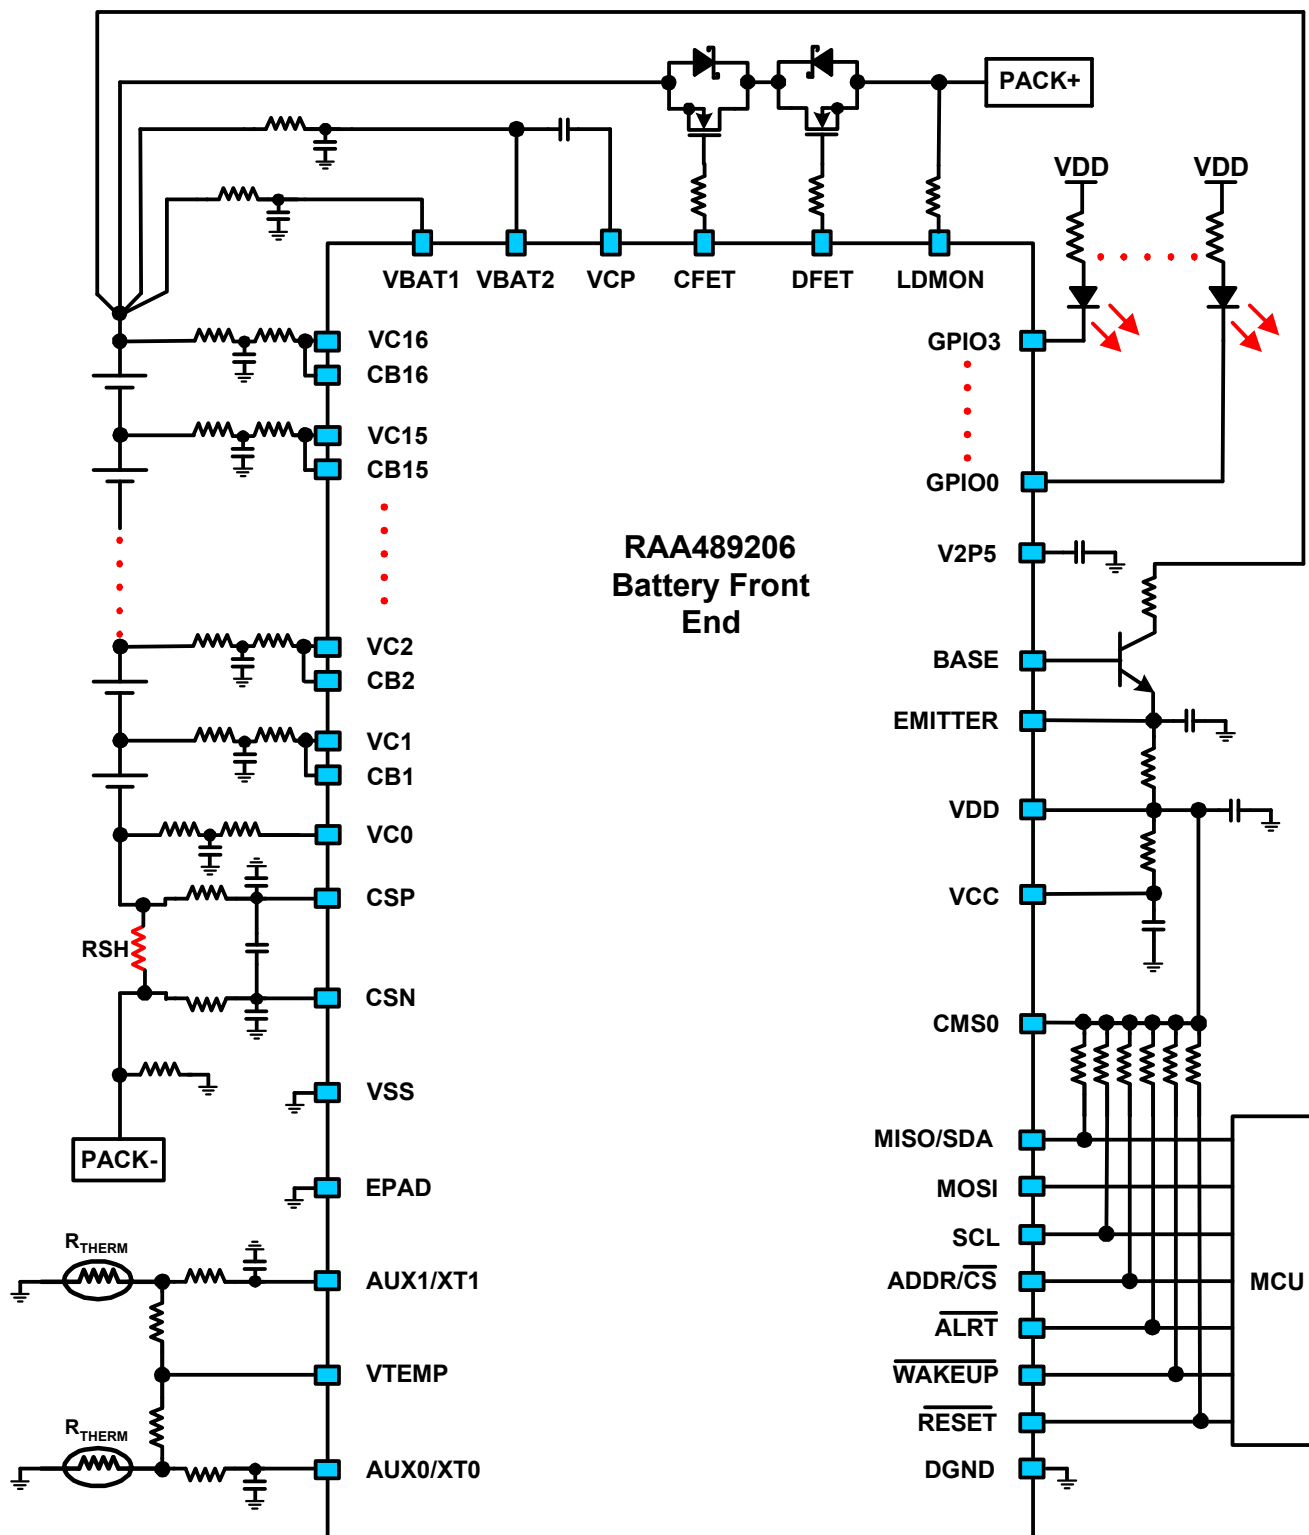 PACK+
VDD VDD
VBAT1 VBAT2 VCP CFET DFET LDMON
VC16
CB16
VC15
CB15
VC2
CB2
VC1
CB1
VC0
CSP
RSH
CSN
VSS
PACK-
EPAD
RTHERM
AUX1/XT1
VTEMP
RTHERM
AUX0/XT0
RAA489206
Battery Front
End
GPIO3
GPIO0
V2P5
BASE
EMITTER
VDD
VCC
CMS0
MISO/SDA
MOSI
SCL
ADDR/CS
ALRT
WAKEUP
RESET
DGND
MCU